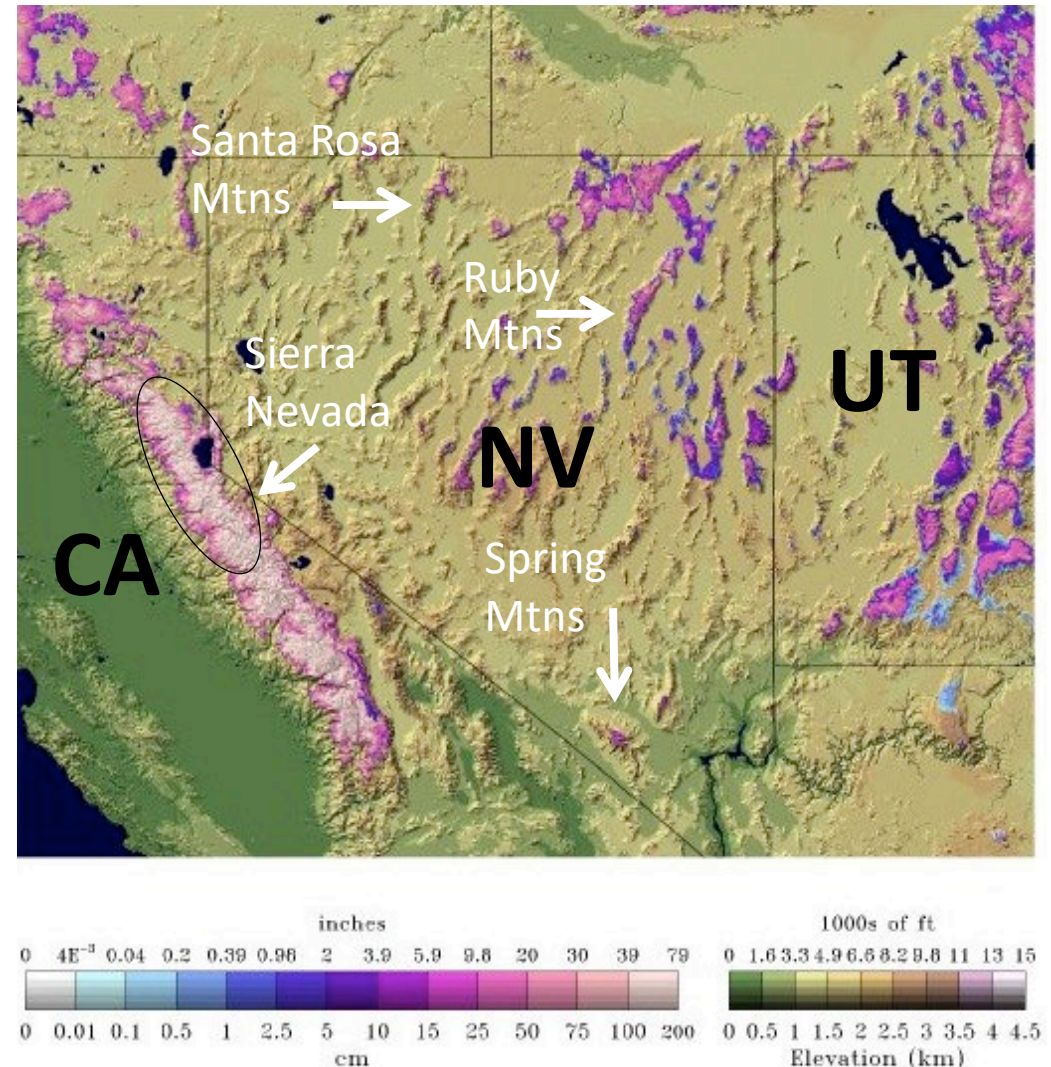 Santa Rosa
Mtns
Ruby
Mtns
Sierra
Nevada
UT
NV
CA
Spring
Mtns
inches
0 4E⁻³ 0.04 0.2 0.39 0.98 2 3.9 5.9 9.8 20 30 39 79
0 0.01 0.1 0.5 1 2.5 5 10 15 25 50 75 100 200
cm
1000s of ft
0 1.6 3.3 4.9 6.6 8.2 9.8 11 13 15
0 0.5 1 1.5 2 2.5 3 3.5 4 4.5
Elevation (km)